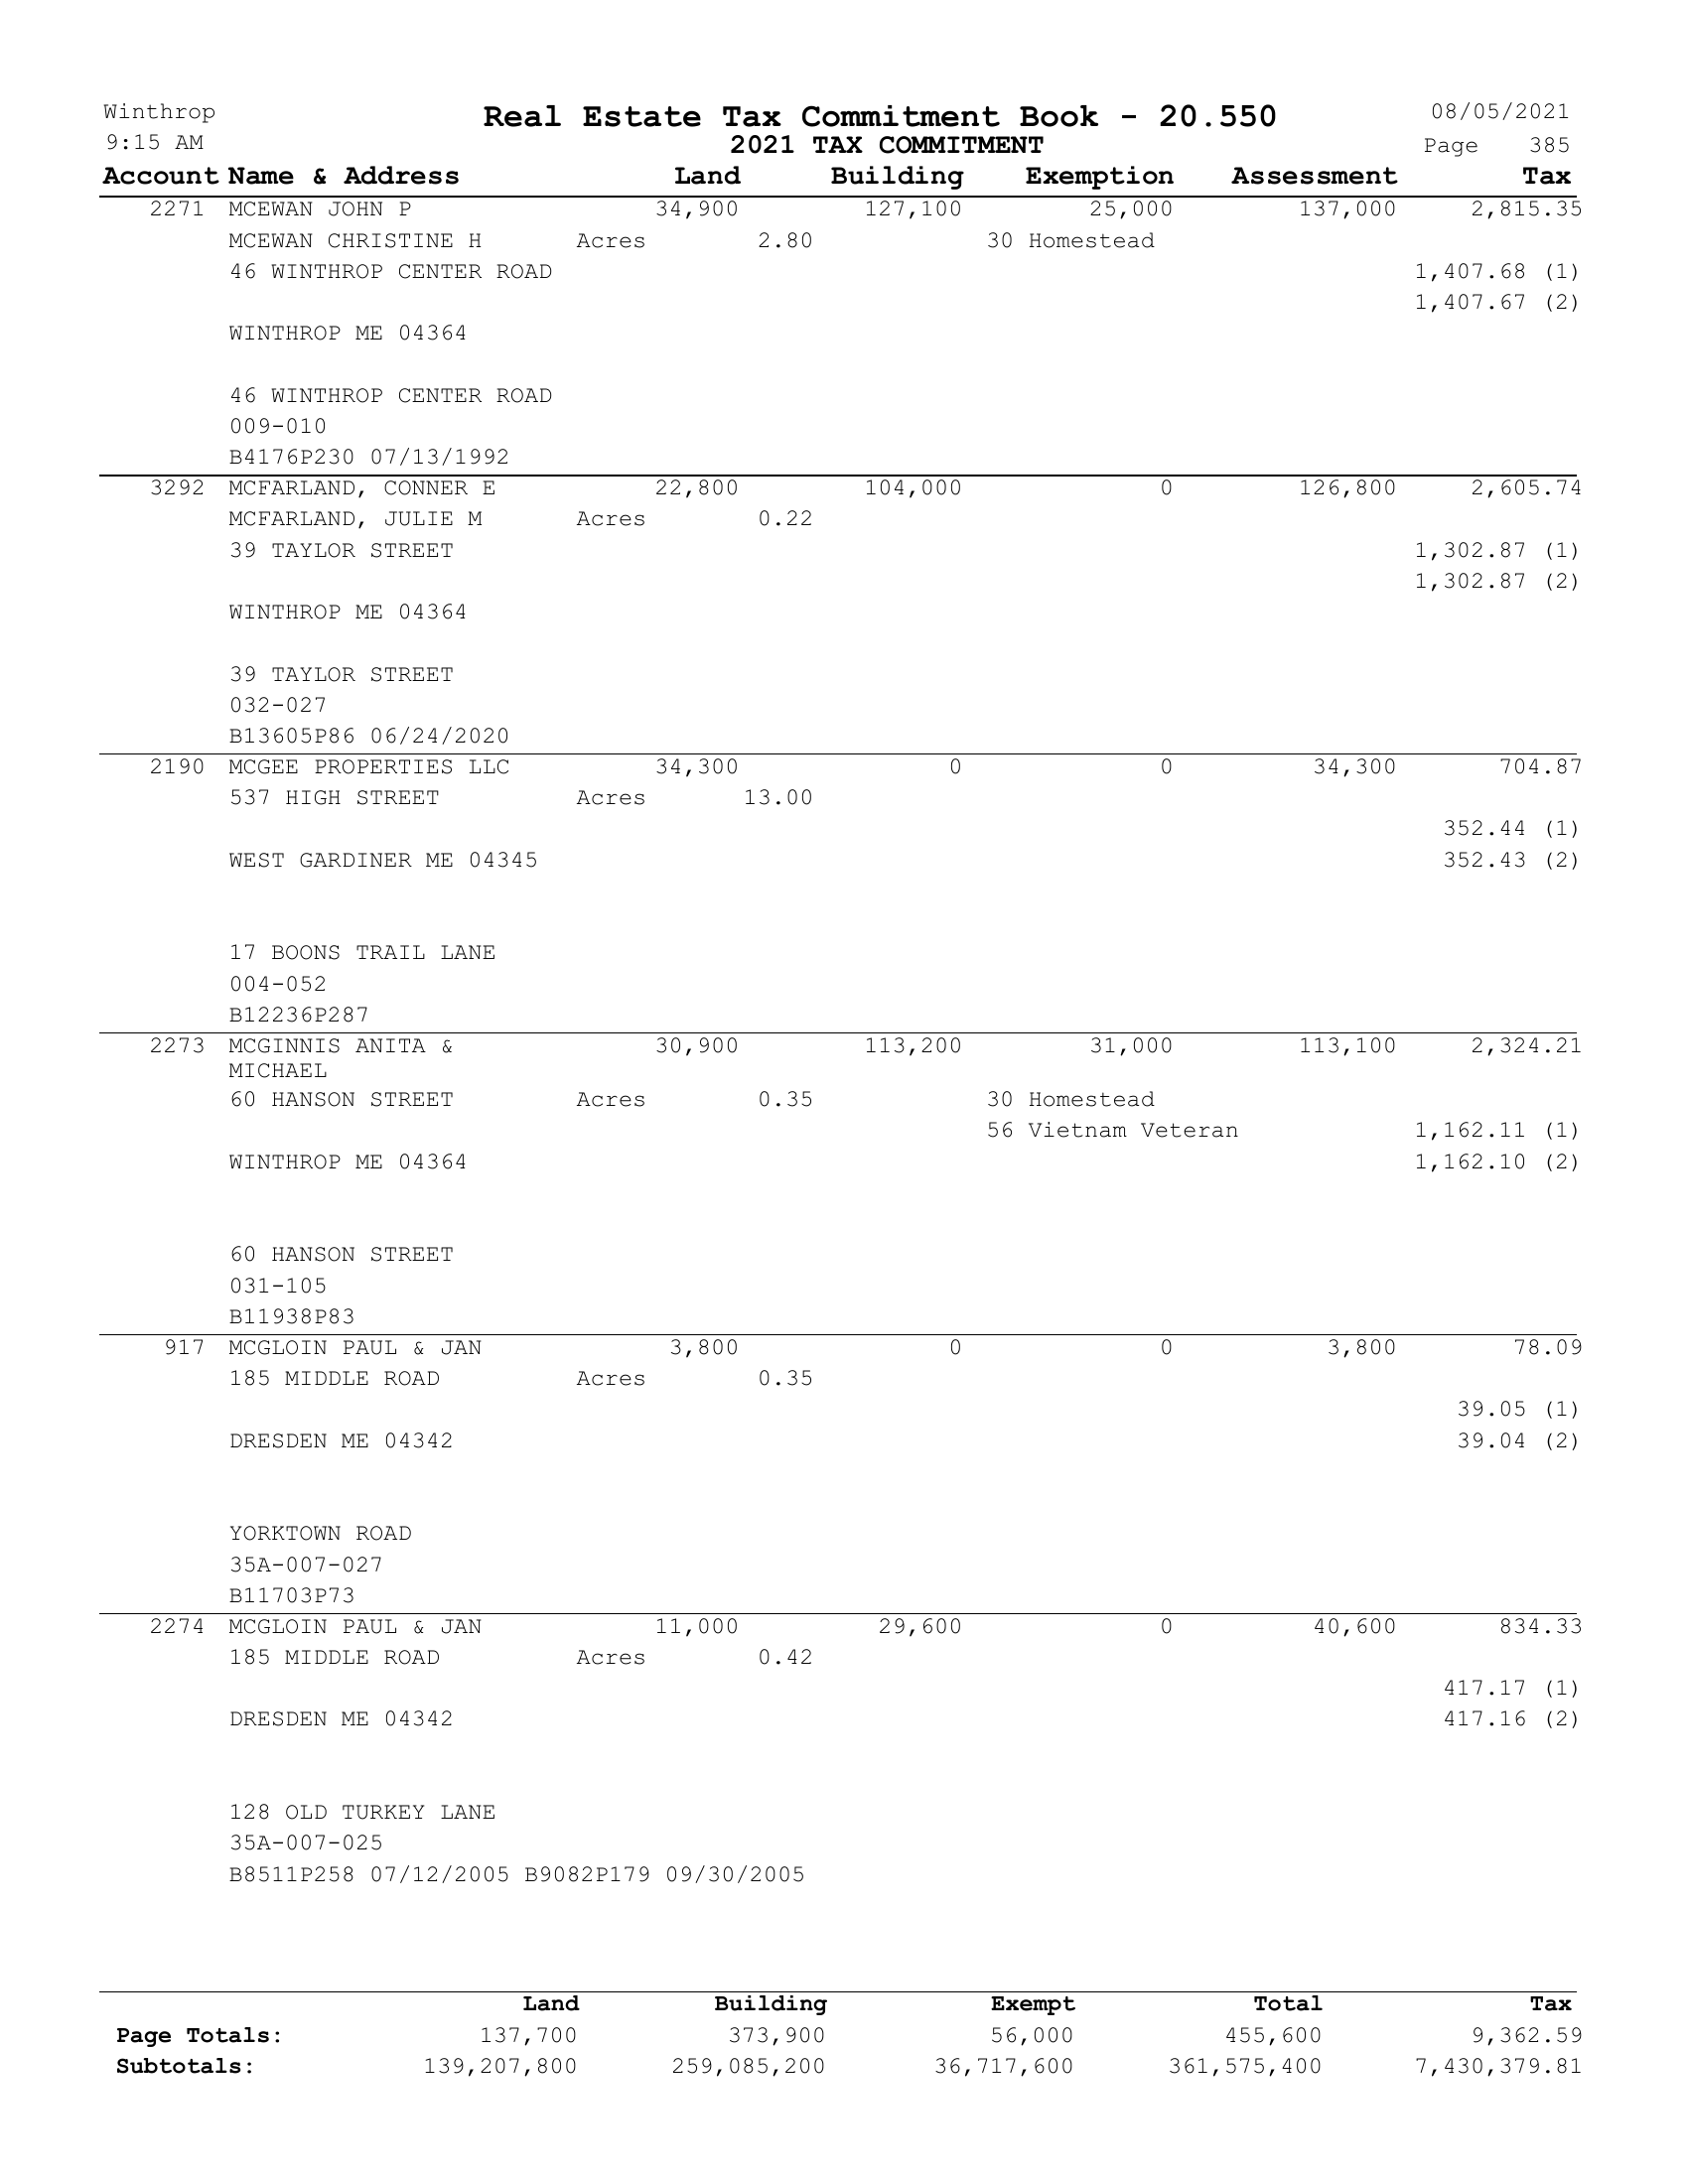 Winthrop Real Estate Tax Commitment Book - 20.550 08/05/2021
9:15 AM 2021 TAX COMMITMENT Page 385
Account Name & Address Land Building Exemption Assessment Tax
2271 MCEWAN JOHN P 34,900 127,100 25,000 137,000 2,815.35
MCEWAN CHRISTINE H Acres 2.80 30 Homestead
46 WINTHROP CENTER ROAD 1,407.68 (1)
1,407.67 (2)
WINTHROP ME 04364
46 WINTHROP CENTER ROAD
009-010
B4176P230 07/13/1992
3292 MCFARLAND, CONNER E 22,800 104,000 0 126,800 2,605.74
MCFARLAND, JULIE M Acres 0.22
39 TAYLOR STREET 1,302.87 (1)
1,302.87 (2)
WINTHROP ME 04364
39 TAYLOR STREET
032-027
B13605P86 06/24/2020
2190 MCGEE PROPERTIES LLC 34,300 0 0 34,300 704.87
537 HIGH STREET Acres 13.00
352.44 (1)
WEST GARDINER ME 04345 352.43 (2)
17 BOONS TRAIL LANE
004-052
B12236P287
2273 MCGINNIS ANITA & 30,900 113,200 31,000 113,100 2,324.21
MICHAEL
60 HANSON STREET Acres 0.35 30 Homestead
56 Vietnam Veteran 1,162.11 (1)
WINTHROP ME 04364 1,162.10 (2)
60 HANSON STREET
031-105
B11938P83
917 MCGLOIN PAUL & JAN 3,800 0 0 3,800 78.09
185 MIDDLE ROAD Acres 0.35
39.05 (1)
DRESDEN ME 04342 39.04 (2)
YORKTOWN ROAD
35A-007-027
B11703P73
2274 MCGLOIN PAUL & JAN 11,000 29,600 0 40,600 834.33
185 MIDDLE ROAD Acres 0.42
417.17 (1)
DRESDEN ME 04342 417.16 (2)
128 OLD TURKEY LANE
35A-007-025
B8511P258 07/12/2005 B9082P179 09/30/2005
Land Building Exempt Total Tax
Page Totals: 137,700 373,900 56,000 455,600 9,362.59
Subtotals: 139,207,800 259,085,200 36,717,600 361,575,400 7,430,379.81